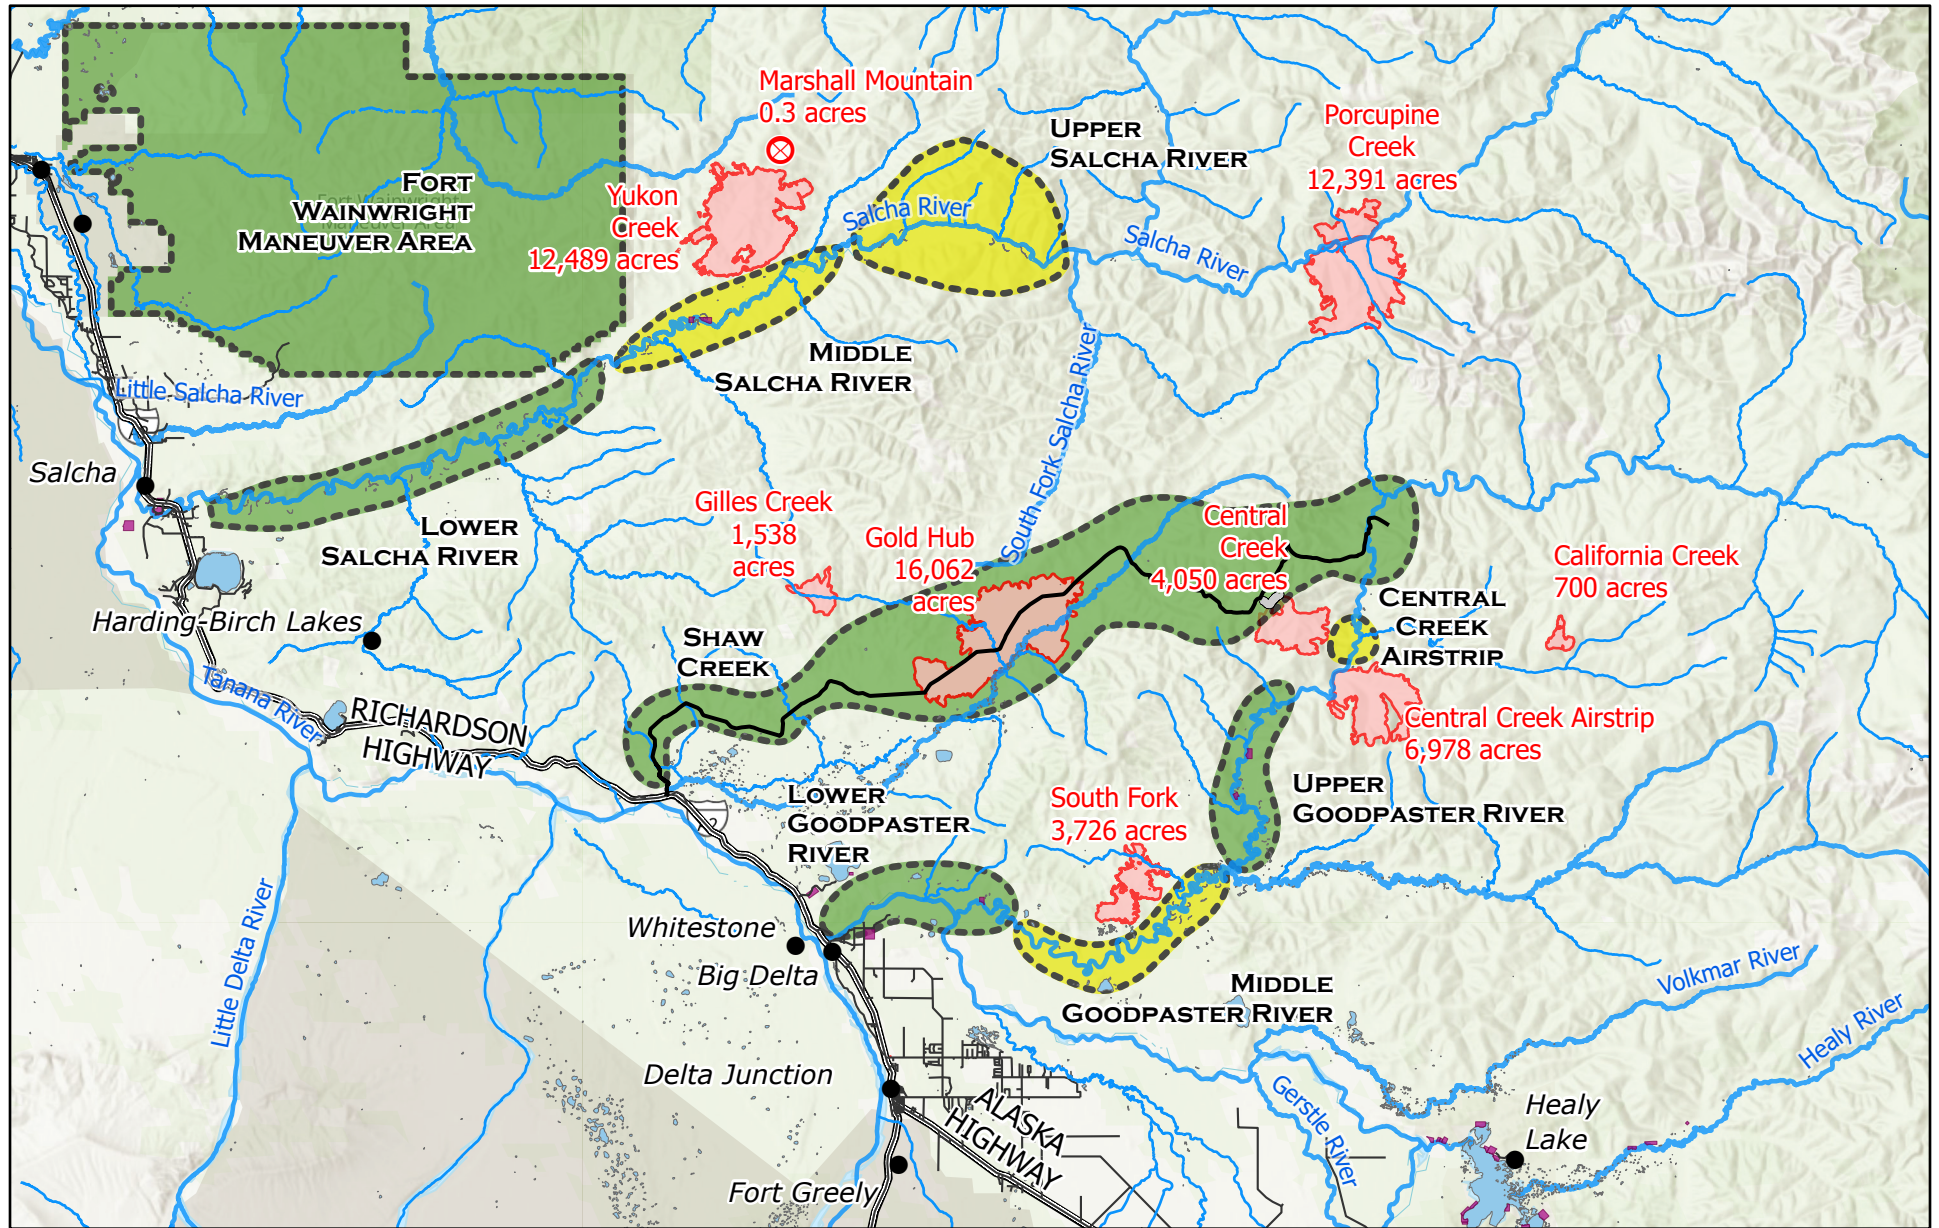 Marshall Mountain
0.3 acres
UPPER
SALCHA RIVER
Porcupine
Creek
12,391 acres
FORT
WAINWRIGHT
MANEUVER AREA
Fort Wainwright
Maneuver Area
Yukon
Creek
12,489 acres
Salcha River
Salcha River
MIDDLE
SALCHA RIVER
South Fork Salcha River
Little Salcha River
Salcha
LOWER
SALCHA RIVER
Gilles Creek
1,538
acres
Gold Hub
16,062
acres
Central
Creek
4,050 acres
California Creek
700 acres
CENTRAL
CREEK
AIRSTRIP
Harding-Birch Lakes
SHAW
CREEK
Tanana River
RICHARDSON
HIGHWAY
Central Creek Airstrip
6,978 acres
UPPER
GOODPASTER RIVER
LOWER
GOODPASTER
RIVER
South Fork
3,726 acres
Little Delta River
Whitestone
Big Delta
MIDDLE
GOODPASTER RIVER
Volkmar River
Healy River
Delta Junction
ALASKA
HIGHWAY
Gerstle River
Healy
Lake
Fort Greely